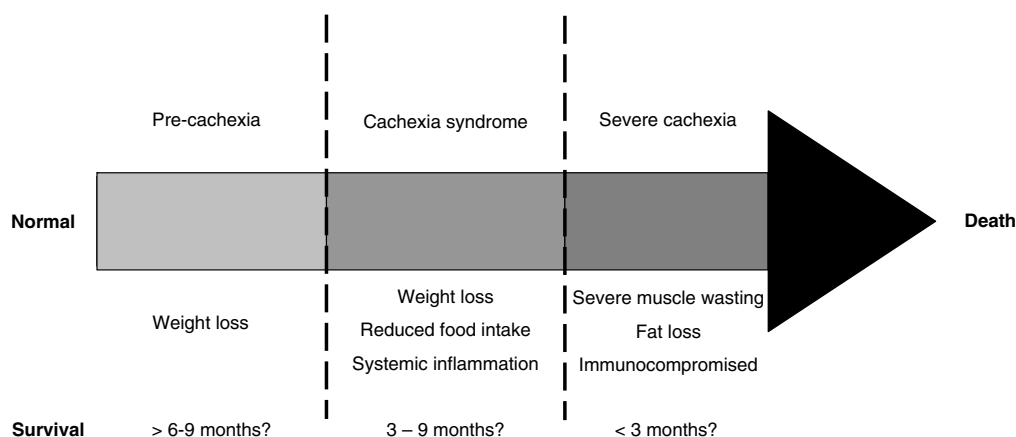 Pre-cachexia
Cachexia syndrome
Severe cachexia
Normal
Death
Weight loss
Weight loss
Reduced food intake
Systemic inflammation
Severe muscle wasting
Fat loss
Immunocompromised
Survival
> 6-9 months?
3 – 9 months?
< 3 months?